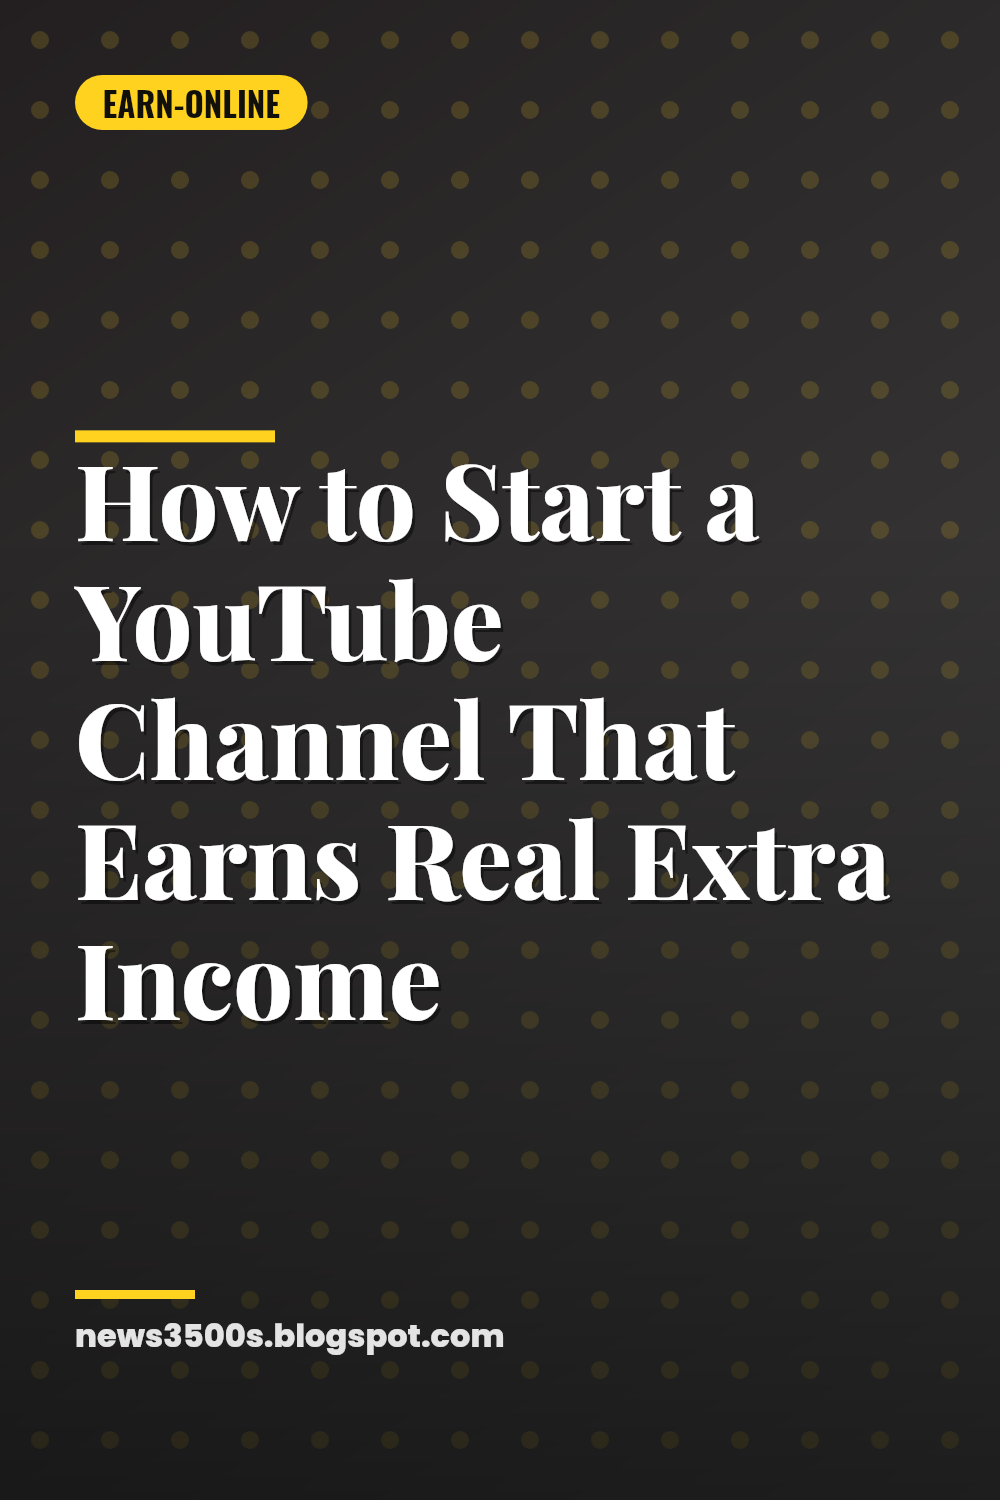 EARN-ONLINE
How to Start a
YouTube
Channel That
Earns Real Extra
Income
news3500s.blogspot.com